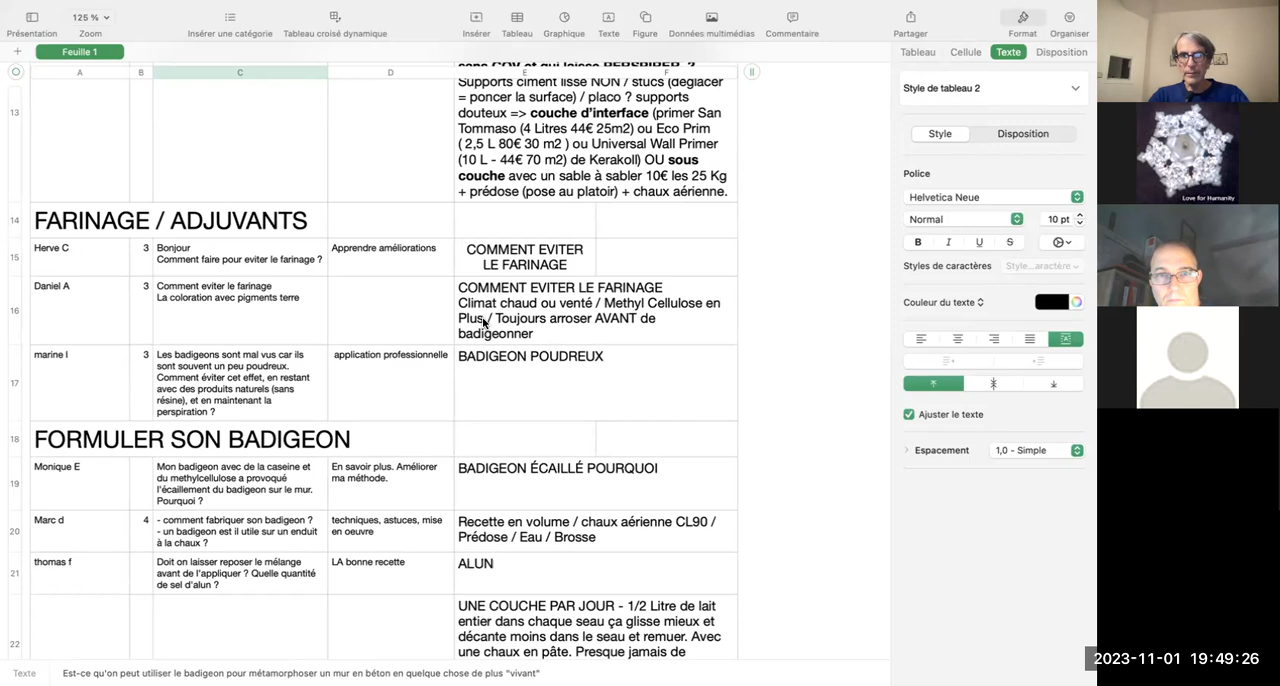 125 %
Présentation
Zoom
Insérer une catégorie
Tableau croisé dynamique
Insérer
Tableau
Graphique
Texte
Figure
Données multimédias
Commentaire
Partager
Format
Organiser
+
Feuille 1
Tableau
Cellule
Texte
Disposition
A
B
C
D
E
F
13
sans COV et qui laisse PERSPIRER ?
Supports ciment lisse NON / stucs (déglacer
= poncer la surface) / placo ? supports
douteux => couche d'interface (primer San
Tommaso (4 Litres 44€ 25m2) ou Eco Prim
( 2,5 L 80€ 30 m2 ) ou Universal Wall Primer
(10 L - 44€ 70 m2) de Kerakoll) OU sous
couche avec un sable à sabler 10€ les 25 Kg
+ prédose (pose au platoir) + chaux aérienne.
14
FARINAGE / ADJUVANTS
15
Herve C
3
Bonjour
Comment faire pour eviter le farinage ?
Apprendre améliorations
COMMENT EVITER
LE FARINAGE
16
Daniel A
3
Comment eviter le farinage
La coloration avec pigments terre
COMMENT EVITER LE FARINAGE
Climat chaud ou venté / Methyl Cellulose en
Plus / Toujours arroser AVANT de
badigeonner
17
marine l
3
Les badigeons sont mal vus car ils
sont souvent un peu poudreux.
Comment éviter cet effet, en restant
avec des produits naturels (sans
résine), et en maintenant la
perspiration ?
application professionnelle
BADIGEON POUDREUX
18
FORMULER SON BADIGEON
19
Monique E
Mon badigeon avec de la caseine et
du methylcellulose a provoqué
l'écaillement du badigeon sur le mur.
Pourquoi ?
En savoir plus. Améliorer
ma méthode.
BADIGEON ÉCAILLÉ POURQUOI
20
Marc d
4
- comment fabriquer son badigeon ?
- un badigeon est il utile sur un enduit
à la chaux ?
techniques, astuces, mise
en oeuvre
Recette en volume / chaux aérienne CL90 /
Prédose / Eau / Brosse
21
thomas f
Doit on laisser reposer le mélange
avant de l'appliquer ? Quelle quantité
de sel d'alun ?
LA bonne recette
ALUN
22
UNE COUCHE PAR JOUR - 1/2 Litre de lait
entier dans chaque seau ça glisse mieux et
décante moins dans le seau et remuer. Avec
une chaux en pâte. Presque jamais de
Texte
Est-ce qu'on peut utiliser le badigeon pour métamorphoser un mur en béton en quelque chose de plus "vivant"
Style de tableau 2
Style
Disposition
Police
Helvetica Neue
Normal
10 pt
B I U S
Styles de caractères
Style...aractère
Couleur du texte
Ajuster le texte
Espacement
1,0 - Simple
Love for Humanity
2023-11-01 19:49:26